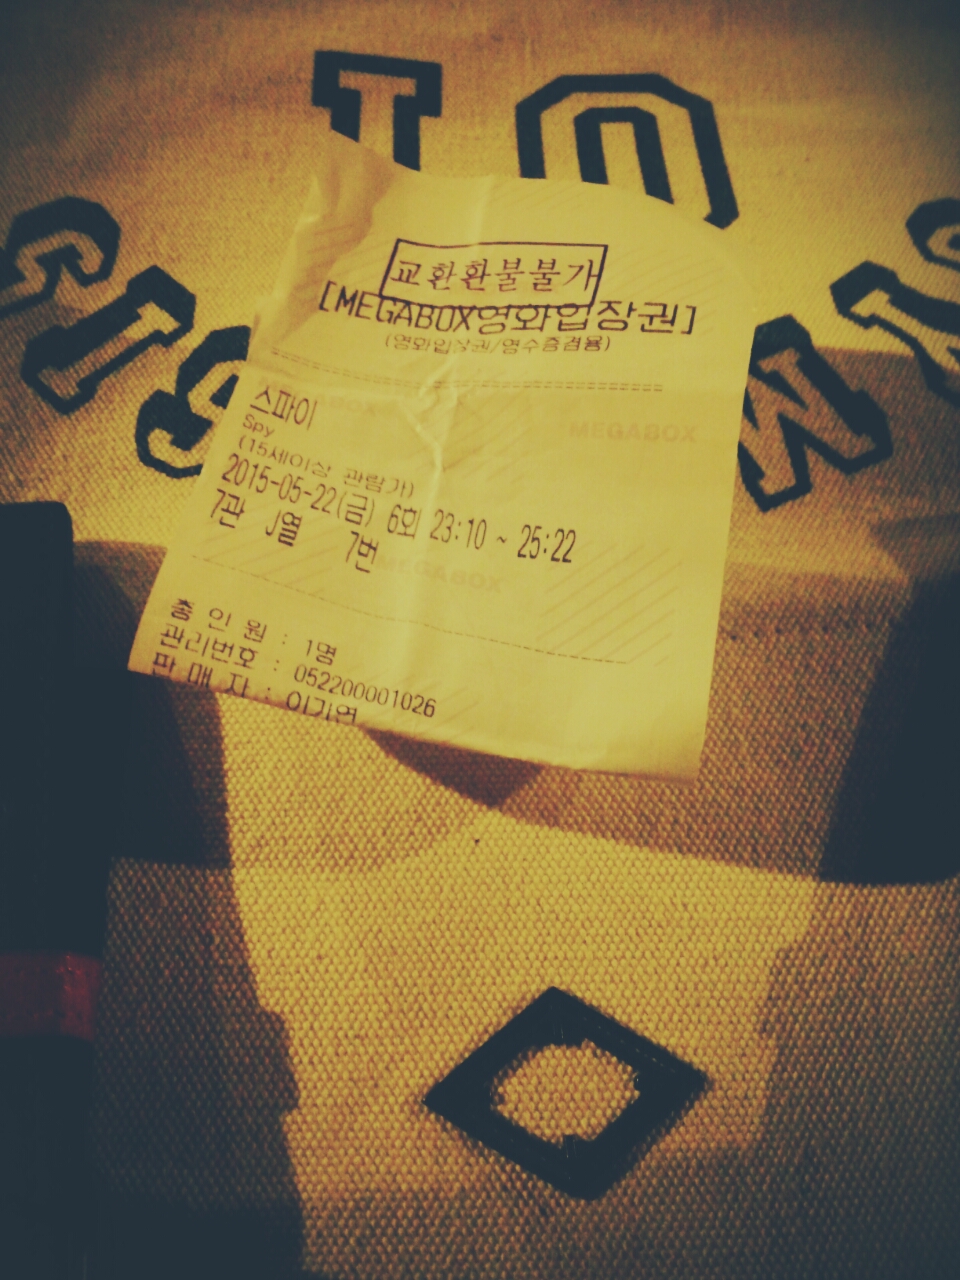 교환환불불가
[MEGABOX영화입장권]
(영화입장권/영수증겸용)
스파이
Spy
(15세이상 관람가)
2015-05-22(금) 6회 23:10 ~ 25:22
7관 J열 7번
총 인 원 : 1명
관리번호 : 052200001026
판 매 자 : 이기연
MEGABOX
MEGABOX